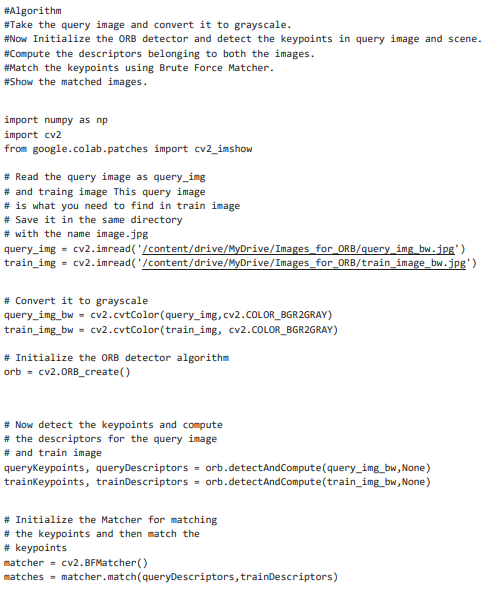 #Algorithm
#Take the query image and convert it to grayscale.
#Now Initialize the ORB detector and detect the keypoints in query image and scene.
#Compute the descriptors belonging to both the images.
#Match the keypoints using Brute Force Matcher.
#Show the matched images.
import numpy as np
import cv2
from google.colab.patches import cv2_imshow
# Read the query image as query_img
# and traing image This query image
# is what you need to find in train image
# Save it in the same directory
# with the name image.jpg
query_img = cv2.imread('/content/drive/MyDrive/Images_for_ORB/query_img_bw.jpg')
train_img = cv2.imread('/content/drive/MyDrive/Images_for_ORB/train_image_bw.jpg')
# Convert it to grayscale
query_img_bw = cv2.cvtColor(query_img,cv2.COLOR_BGR2GRAY)
train_img_bw = cv2.cvtColor(train_img, cv2.COLOR_BGR2GRAY)
# Initialize the ORB detector algorithm
orb = cv2.ORB_create()
# Now detect the keypoints and compute
# the descriptors for the query image
# and train image
queryKeypoints, queryDescriptors = orb.detectAndCompute(query_img_bw,None)
trainKeypoints, trainDescriptors = orb.detectAndCompute(train_img_bw,None)
# Initialize the Matcher for matching
# the keypoints and then match the
# keypoints
matcher = cv2.BFMatcher()
matches = matcher.match(queryDescriptors,trainDescriptors)